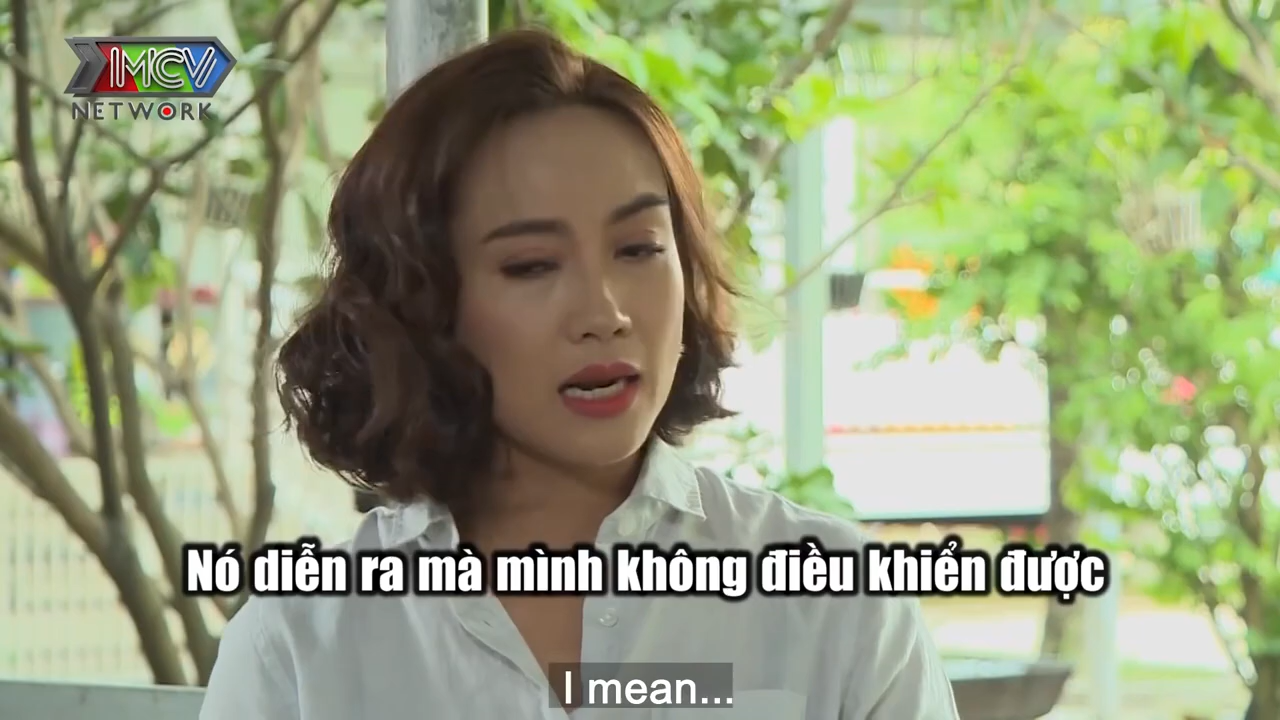 MCV
NETWORK
Nó diễn ra mà mình không điều khiển được
I mean...